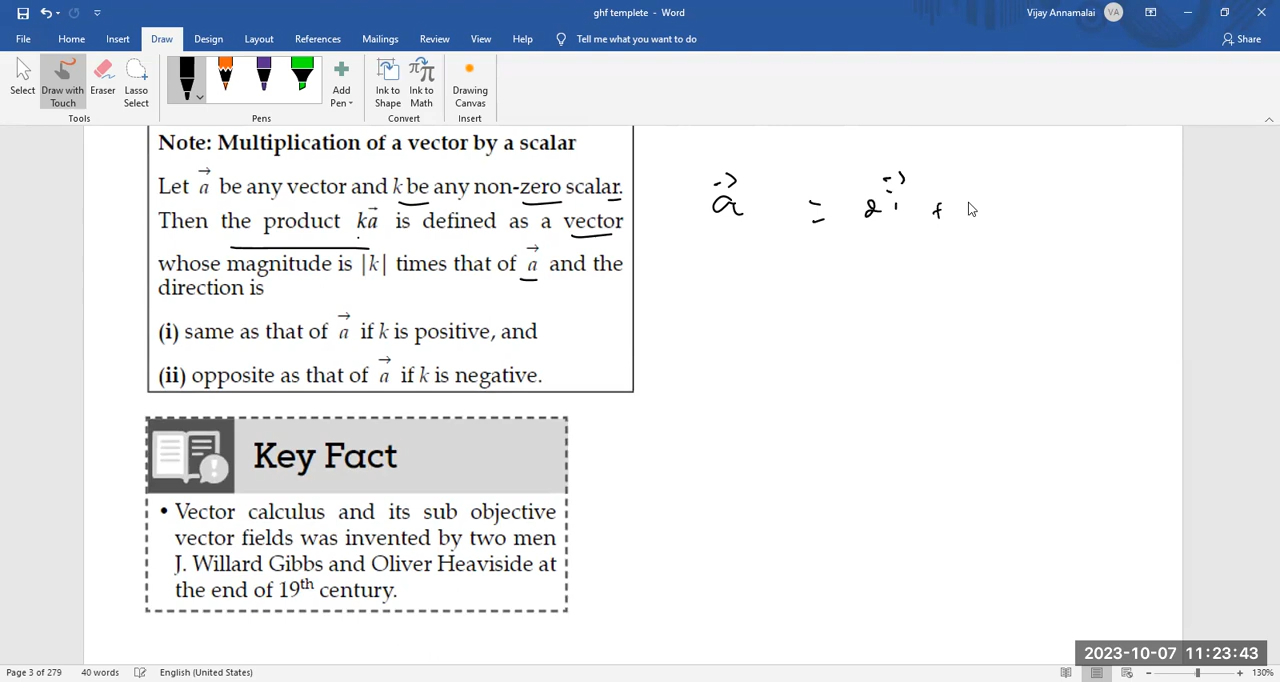 ghf templete - Word
Vijay Annamalai VA
File Home Insert Draw Design Layout References Mailings Review View Help Tell me what you want to do Share
Select Draw with Touch Eraser Lasso Select Add Pen Ink to Shape Ink to Math Drawing Canvas
Tools Pens Convert Insert
Note: Multiplication of a vector by a scalar
Let a⃗ be any vector and k be any non-zero scalar.
Then the product ka⃗ is defined as a vector
whose magnitude is |k| times that of a⃗ and the
direction is
(i) same as that of a⃗ if k is positive, and
(ii) opposite as that of a⃗ if k is negative.
a⃗ = 2i⃗ +
Key Fact
• Vector calculus and its sub objective
vector fields was invented by two men
J. Willard Gibbs and Oliver Heaviside at
the end of 19th century.
2023-10-07 11:23:43
Page 3 of 279 40 words English (United States) 130%